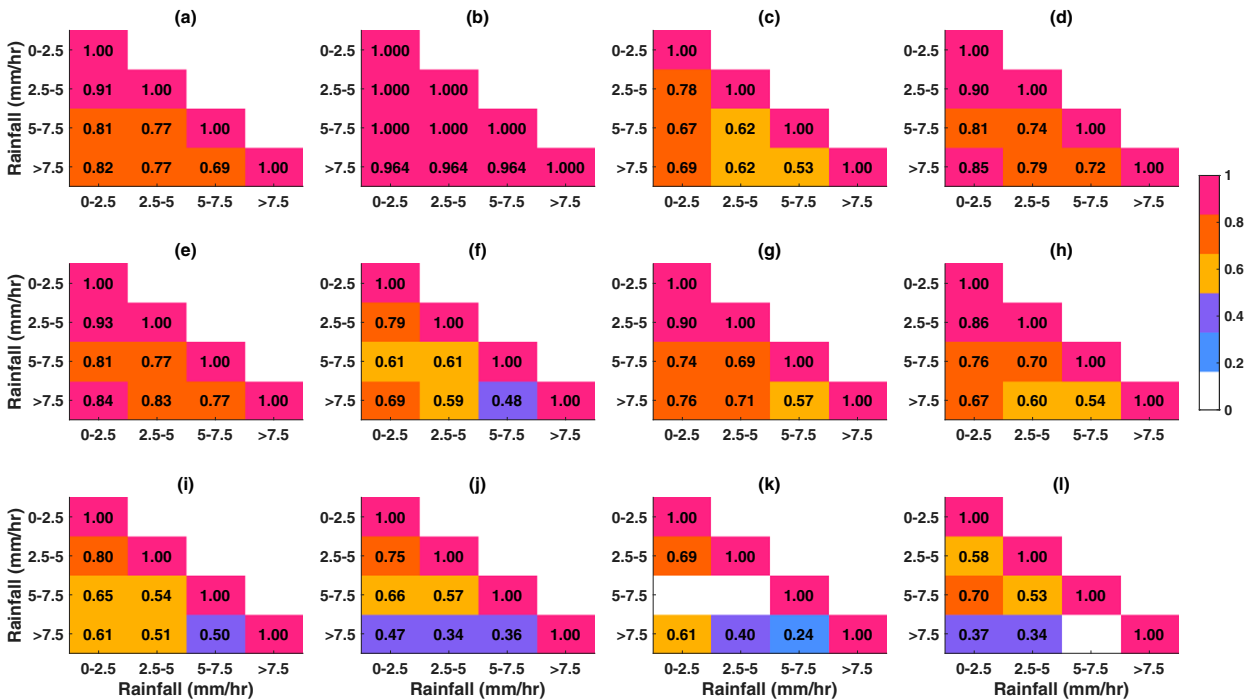 (a) (b) (c) (d)
Rainfall (mm/hr)
0-2.5 1.00 1.000 0-2.5 1.00 0-2.5 1.00
2.5-5 0.91 1.00 1.000 1.000 2.5-5 0.78 1.00 2.5-5 0.90 1.00
5-7.5 0.81 0.77 1.00 1.000 1.000 1.000 5-7.5 0.67 0.62 1.00 5-7.5 0.81 0.74 1.00
>7.5 0.82 0.77 0.69 1.00 0.964 0.964 0.964 1.000 >7.5 0.69 0.62 0.53 1.00 >7.5 0.85 0.79 0.72 1.00
0-2.5 2.5-5 5-7.5 >7.5 0-2.5 2.5-5 5-7.5 >7.5 0-2.5 2.5-5 5-7.5 >7.5 0-2.5 2.5-5 5-7.5 >7.5
1
0.8
0.6
0.4
0.2
0
(e) (f) (g) (h)
Rainfall (mm/hr)
0-2.5 1.00 0-2.5 1.00 0-2.5 1.00 0-2.5 1.00
2.5-5 0.93 1.00 2.5-5 0.79 1.00 2.5-5 0.90 1.00 2.5-5 0.86 1.00
5-7.5 0.81 0.77 1.00 5-7.5 0.61 0.61 1.00 5-7.5 0.74 0.69 1.00 5-7.5 0.76 0.70 1.00
>7.5 0.84 0.83 0.77 1.00 >7.5 0.69 0.59 0.48 1.00 >7.5 0.76 0.71 0.57 1.00 >7.5 0.67 0.60 0.54 1.00
0-2.5 2.5-5 5-7.5 >7.5 0-2.5 2.5-5 5-7.5 >7.5 0-2.5 2.5-5 5-7.5 >7.5 0-2.5 2.5-5 5-7.5 >7.5
(i) (j) (k) (l)
Rainfall (mm/hr)
0-2.5 1.00 0-2.5 1.00 0-2.5 1.00 0-2.5 1.00
2.5-5 0.80 1.00 2.5-5 0.75 1.00 2.5-5 0.69 1.00 2.5-5 0.58 1.00
5-7.5 0.65 0.54 1.00 5-7.5 0.66 0.57 1.00 5-7.5 1.00 5-7.5 0.70 0.53 1.00
>7.5 0.61 0.51 0.50 1.00 >7.5 0.47 0.34 0.36 1.00 >7.5 0.61 0.40 0.24 1.00 >7.5 0.37 0.34 1.00
0-2.5 2.5-5 5-7.5 >7.5 0-2.5 2.5-5 5-7.5 >7.5 0-2.5 2.5-5 5-7.5 >7.5 0-2.5 2.5-5 5-7.5 >7.5
Rainfall (mm/hr) Rainfall (mm/hr) Rainfall (mm/hr) Rainfall (mm/hr)